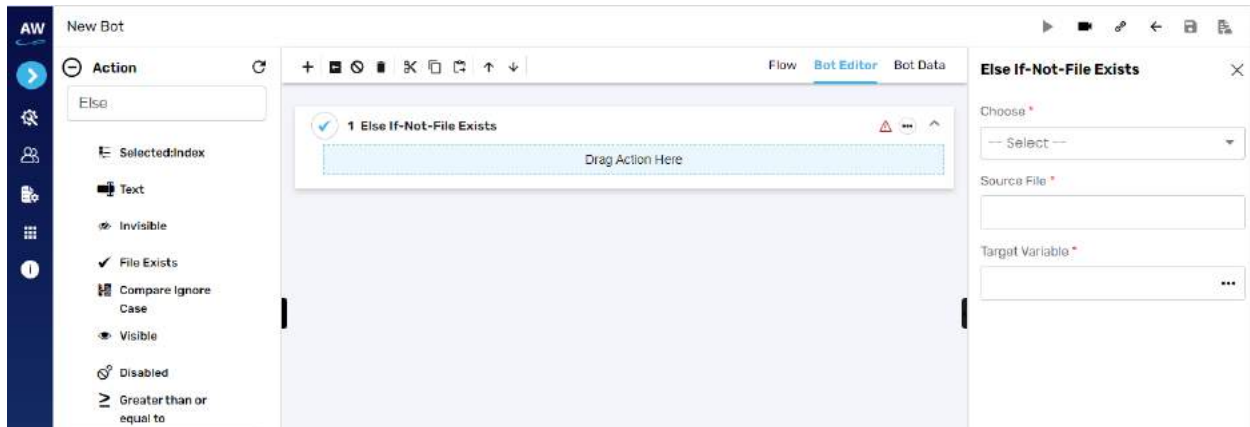 AW
New Bot
Action
Else
Selected:Index
Text
Invisible
File Exists
Compare Ignore
Case
Visible
Disabled
Greater than or
equal to
Flow Bot Editor Bot Data
1 Else If-Not-File Exists
Drag Action Here
Else If-Not-File Exists
Choose *
-- Select --
Source File *
Target Variable *